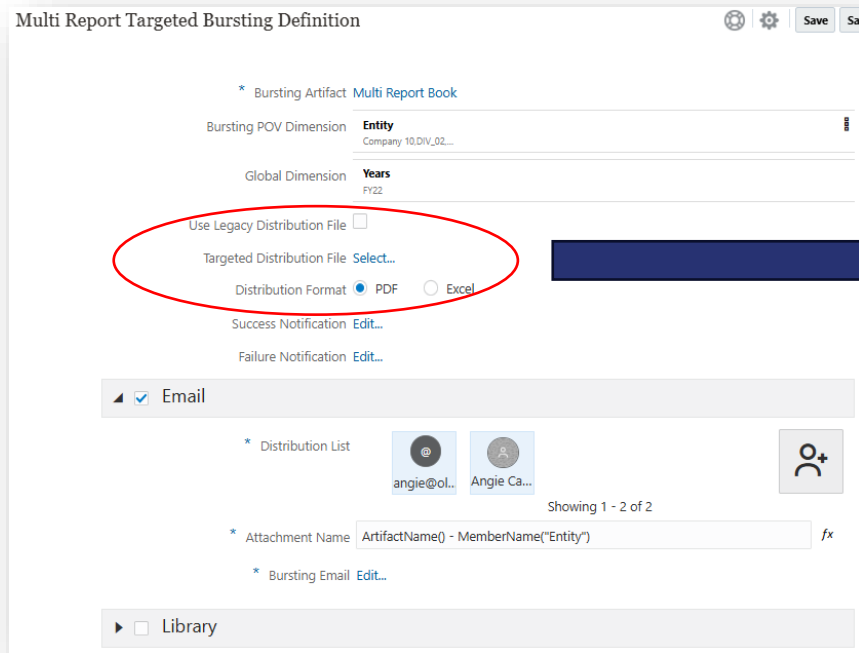 Multi Report Targeted Bursting Definition
Save
Sa
* Bursting Artifact Multi Report Book
Bursting POV Dimension Entity
Company 10,DIV_02,...
Global Dimension Years
FY22
Use Legacy Distribution File
Targeted Distribution File Select...
Distribution Format PDF Excel
Success Notification Edit...
Failure Notification Edit...
Email
* Distribution List
@
angie@ol.. Angie Ca...
Showing 1 - 2 of 2
* Attachment Name ArtifactName() - MemberName("Entity") fx
* Bursting Email Edit...
Library